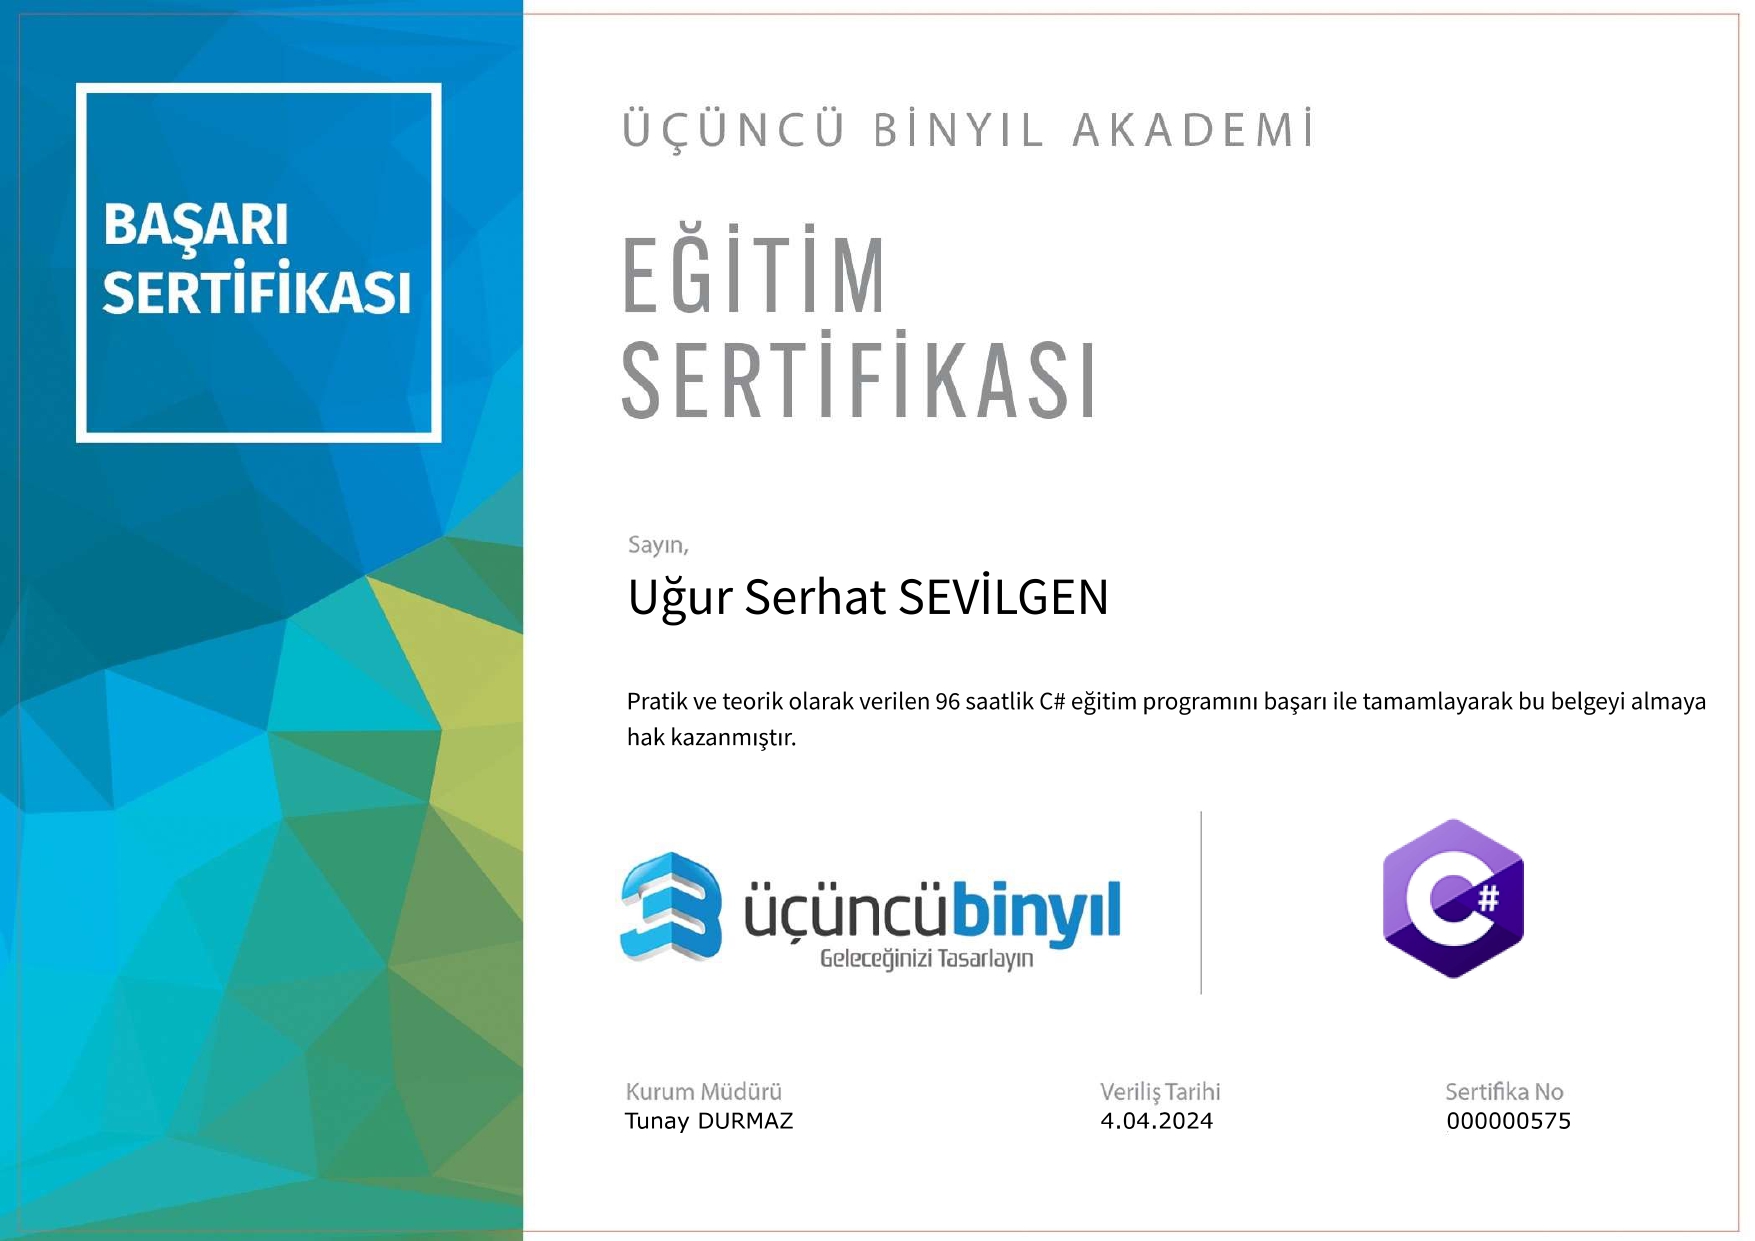 BAŞARI
SERTİFİKASI
ÜÇÜNCÜ BİNYIL AKADEMİ
EĞİTİM
SERTİFİKASI
Sayın,
Uğur Serhat SEVİLGEN
Pratik ve teorik olarak verilen 96 saatlik C# eğitim programını başarı ile tamamlayarak bu belgeyi almaya
hak kazanmıştır.
3 üçüncübinyıl
Geleceğinizi Tasarlayın
C#
Kurum Müdürü
Tunay DURMAZ
Veriliş Tarihi
4.04.2024
Sertifika No
000000575